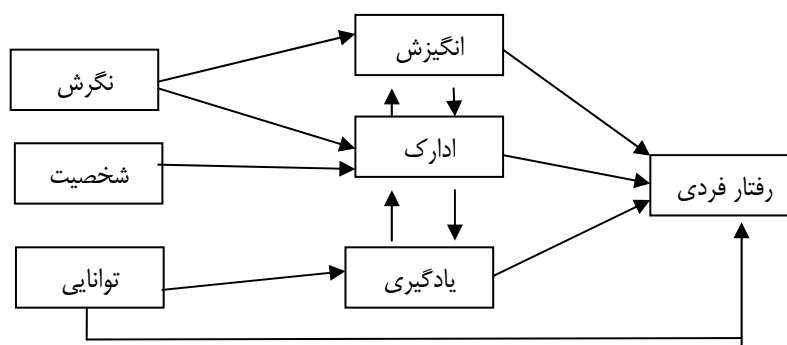 انگیزش
نگرش
ادارک
شخصیت
رفتار فردی
توانایی
یادگیری